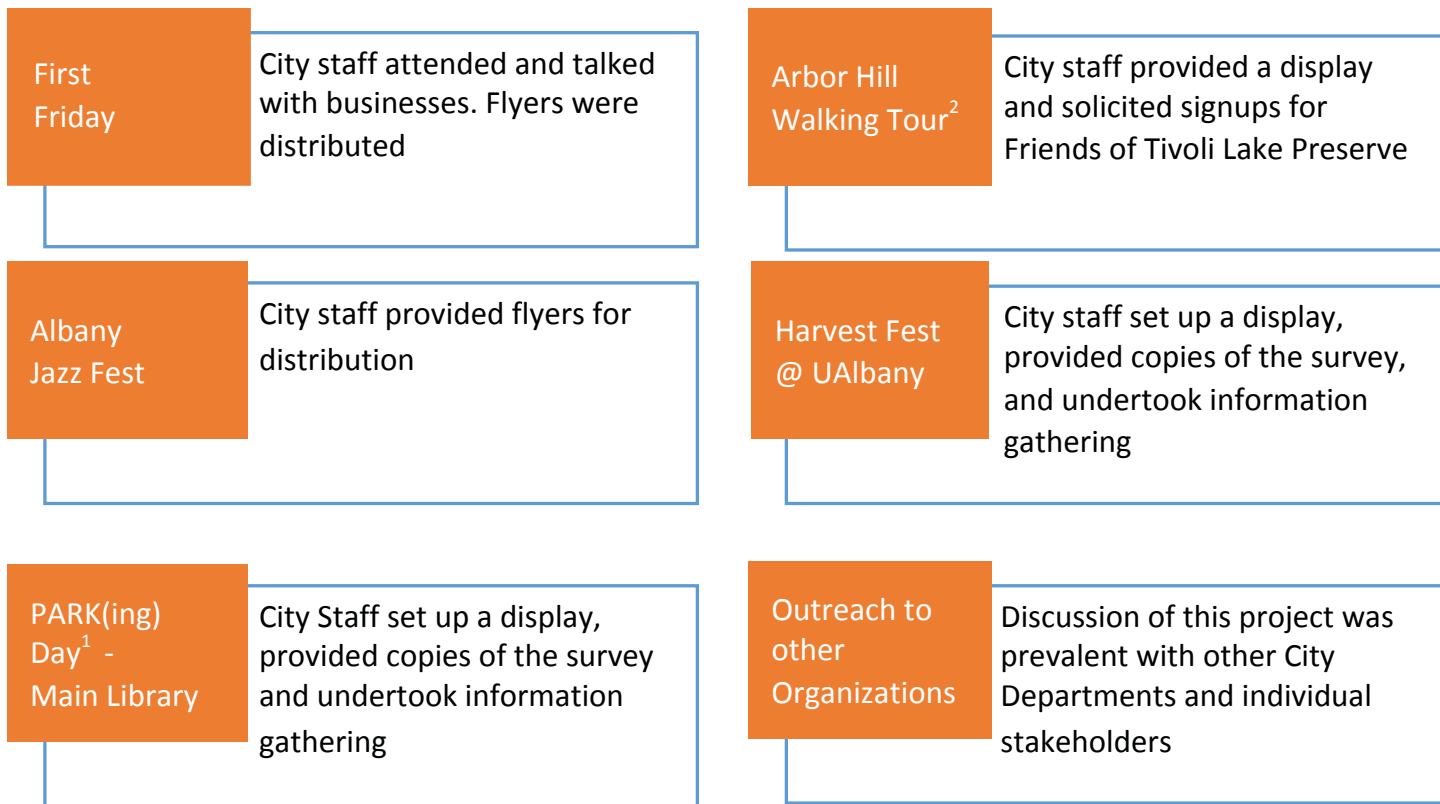 First
Friday
City staff attended and talked
with businesses. Flyers were
distributed
Arbor Hill
Walking Tour²
City staff provided a display
and solicited signups for
Friends of Tivoli Lake Preserve
Albany
Jazz Fest
City staff provided flyers for
distribution
Harvest Fest
@ UAlbany
City staff set up a display,
provided copies of the survey,
and undertook information
gathering
PARK(ing)
Day¹ -
Main Library
City Staff set up a display,
provided copies of the survey
and undertook information
gathering
Outreach to
other
Organizations
Discussion of this project was
prevalent with other City
Departments and individual
stakeholders